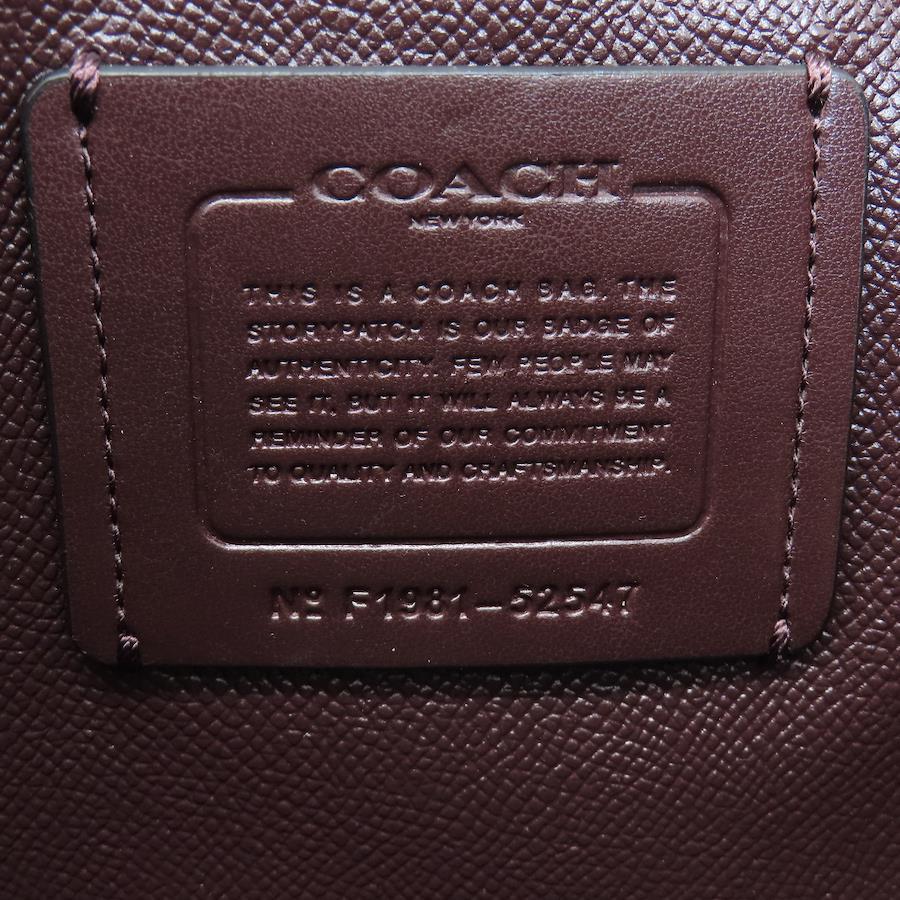 COACH
NEW YORK
THIS IS A COACH BAG. THE
STORYPATCH IS OUR BADGE OF
AUTHENTICITY. FEW PEOPLE MAY
SEE IT, BUT IT WILL ALWAYS BE A
REMINDER OF OUR COMMITMENT
TO QUALITY AND CRAFTSMANSHIP.
Nº F1981-52547